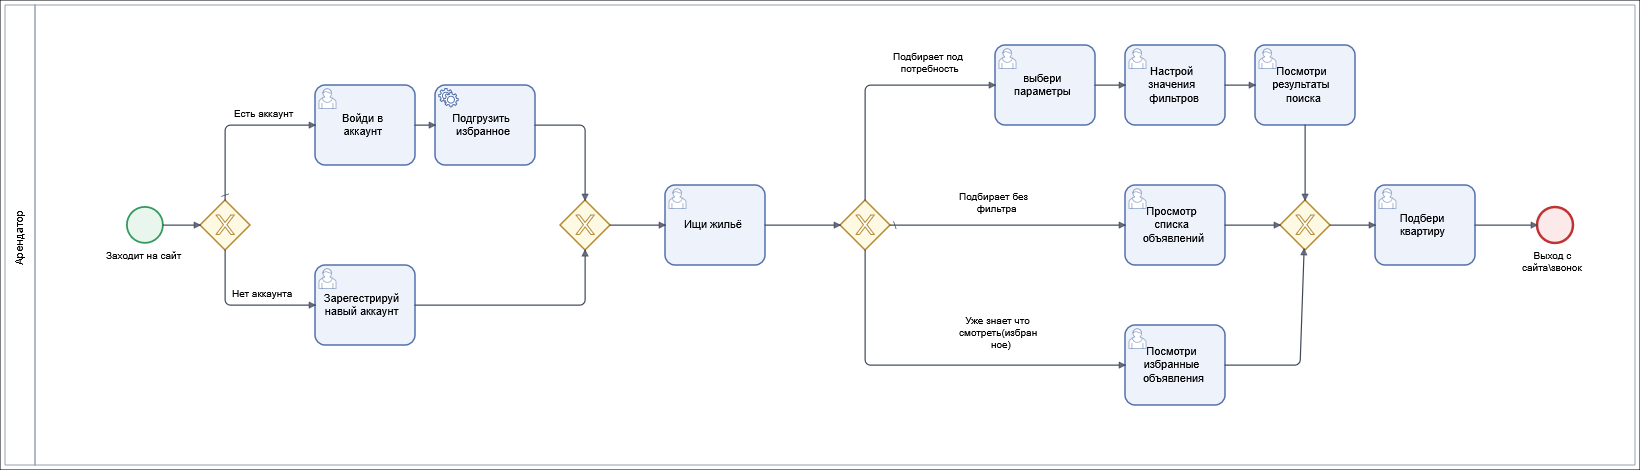 Арендатор
Заходит на сайт
Есть аккаунт
Войди в
аккаунт
Подгрузить
избранное
Нет аккаунта
Зарегестрируй
навый аккаунт
Ищи жильё
Подбирает под
потребность
выбери
параметры
Настрой
значения
фильтров
Посмотри
результаты
поиска
Подбирает без
фильтра
Просмотр
списка
объявлений
Уже знает что
смотреть(избран
ное)
Посмотри
избранные
объявления
Подбери
квартиру
Выход с
сайта\звонок